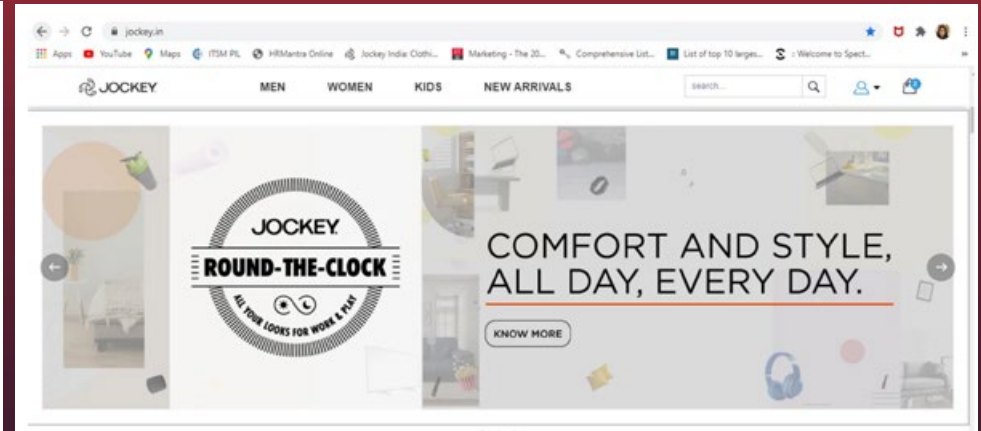 jockey.in
Apps YouTube Maps ITSM PIL HRMantra Online Jockey India: Clothi... Marketing - The 20... Comprehensive List... List of top 10 larges... :: Welcome to Spect...
JOCKEY MEN WOMEN KIDS NEW ARRIVALS search...
JOCKEY
ROUND-THE-CLOCK
ALL YOUR LOOKS FOR WORK & PLAY
COMFORT AND STYLE,
ALL DAY, EVERY DAY.
KNOW MORE